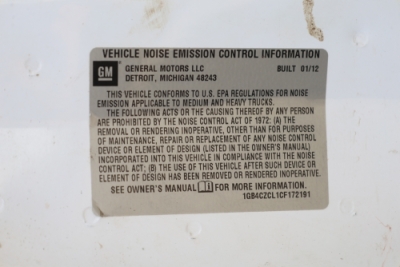 VEHICLE NOISE EMISSION CONTROL INFORMATION
GM
GENERAL MOTORS LLC BUILT 01/12
DETROIT, MICHIGAN 48243
THIS VEHICLE CONFORMS TO U.S. EPA REGULATIONS FOR NOISE
EMISSION APPLICABLE TO MEDIUM AND HEAVY TRUCKS.
THE FOLLOWING ACTS OR THE CAUSING THEREOF BY ANY PERSON
ARE PROHIBITED BY THE NOISE CONTROL ACT OF 1972: (A) THE
REMOVAL OR RENDERING INOPERATIVE, OTHER THAN FOR PURPOSES
OF MAINTENANCE, REPAIR OR REPLACEMENT OF ANY NOISE CONTROL
DEVICE OR ELEMENT OF DESIGN (LISTED IN THE OWNER'S MANUAL)
INCORPORATED INTO THIS VEHICLE IN COMPLIANCE WITH THE NOISE
CONTROL ACT; (B) THE USE OF THIS VEHICLE AFTER SUCH DEVICE OR
ELEMENT OF DESIGN HAS BEEN REMOVED OR RENDERED INOPERATIVE.
SEE OWNER'S MANUAL FOR MORE INFORMATION.
1GB4CZCL1CF172191